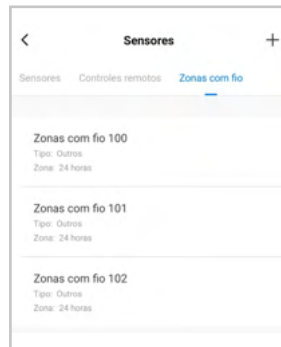 Sensores
Sensores Controles remotos Zonas com fio
Zonas com fio 100
Tipo: Outros
Zona: 24 horas
Zonas com fio 101
Tipo: Outros
Zona: 24 horas
Zonas com fio 102
Tipo: Outros
Zona: 24 horas